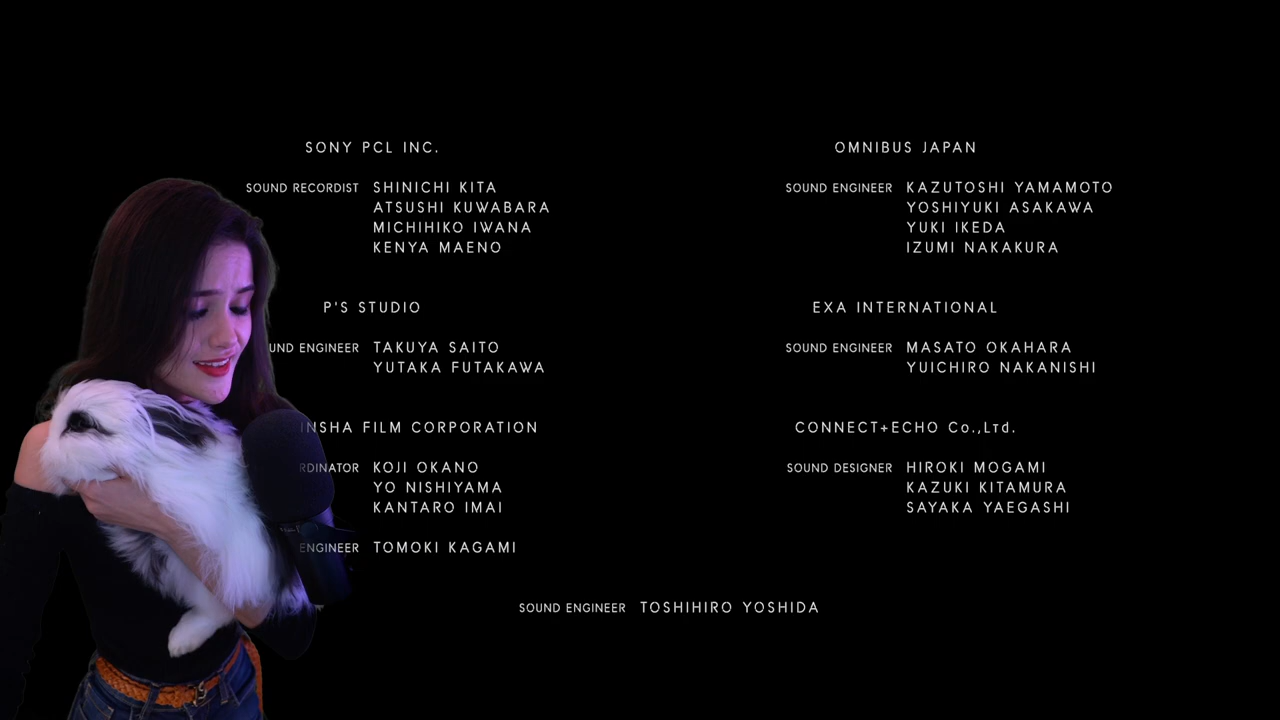 SONY PCL INC.
SOUND RECORDIST SHINICHI KITA
ATSUSHI KUWABARA
MICHIHIKO IWANA
KENYA MAENO
P'S STUDIO
UND ENGINEER TAKUYA SAITO
YUTAKA FUTAKAWA
INSHA FILM CORPORATION
RDINATOR KOJI OKANO
YO NISHIYAMA
KANTARO IMAI
ENGINEER TOMOKI KAGAMI
OMNIBUS JAPAN
SOUND ENGINEER KAZUTOSHI YAMAMOTO
YOSHIYUKI ASAKAWA
YUKI IKEDA
IZUMI NAKAKURA
EXA INTERNATIONAL
SOUND ENGINEER MASATO OKAHARA
YUICHIRO NAKANISHI
CONNECT+ECHO Co.,Ltd.
SOUND DESIGNER HIROKI MOGAMI
KAZUKI KITAMURA
SAYAKA YAEGASHI
SOUND ENGINEER TOSHIHIRO YOSHIDA